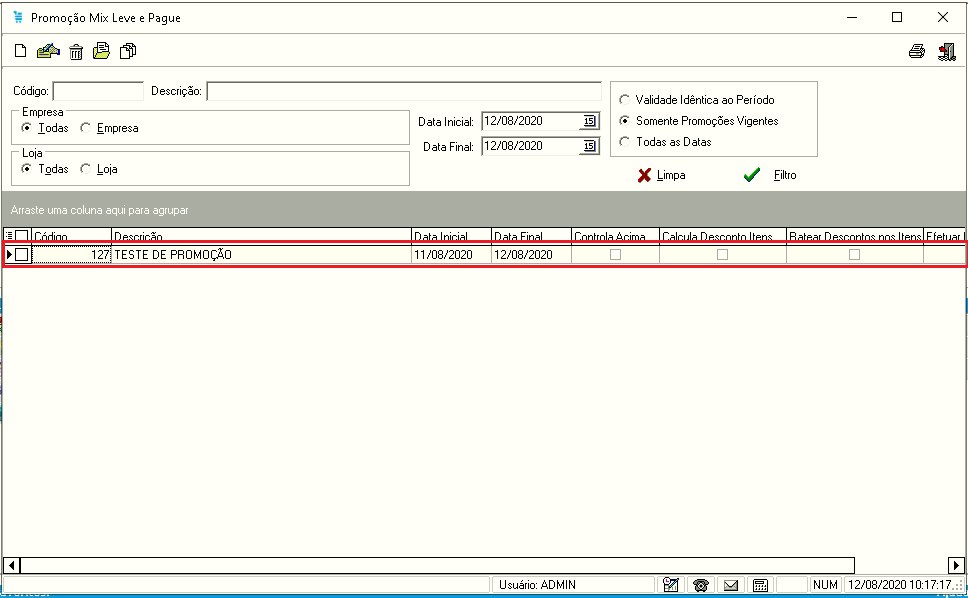 Promoção Mix Leve e Pague
Código:
Descrição:
Empresa
Todas
Empresa
Loja
Todas
Loja
Data Inicial: 12/08/2020 15
Data Final: 12/08/2020 15
Validade Idêntica ao Período
Somente Promoções Vigentes
Todas as Datas
Limpa
Filtro
Arraste uma coluna aqui para agrupar
Código Descrição Data Inicial Data Final Controla Acima Calcula Desconto Itens Ratear Descontos nos Itens Efetuar
127 TESTE DE PROMOÇÃO 11/08/2020 12/08/2020
Usuário: ADMIN NUM 12/08/2020 10:17:17